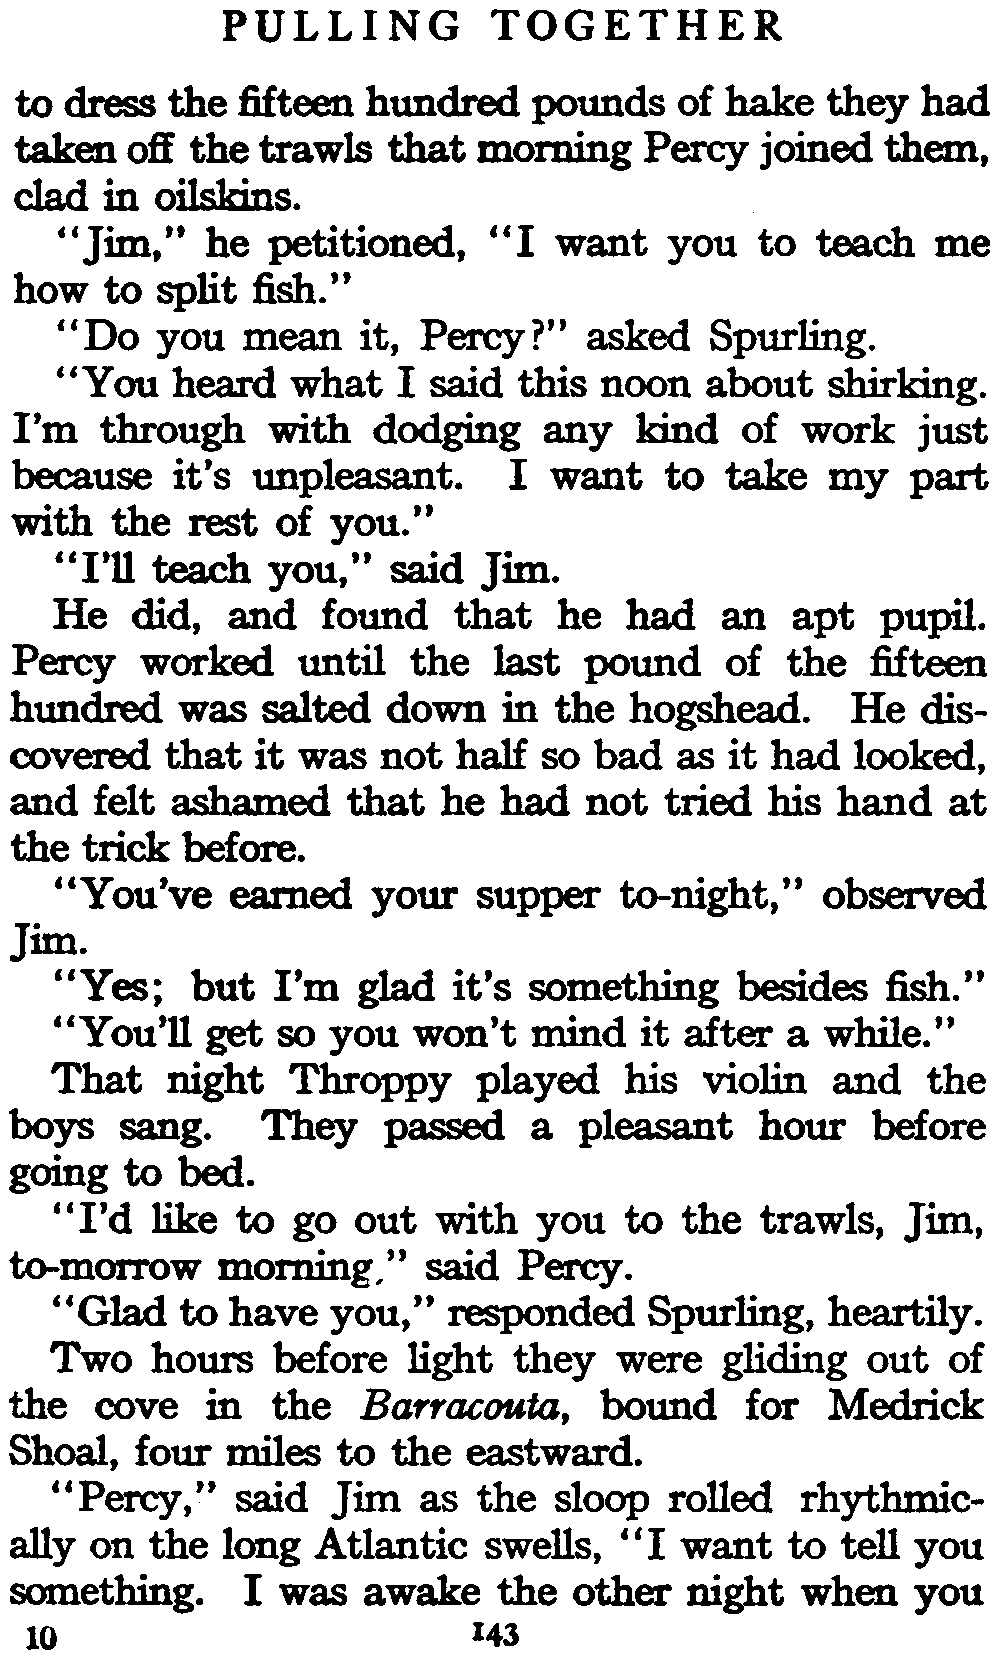 PULLING TOGETHER
to dress the fifteen hundred pounds of hake they had
taken off the trawls that morning Percy joined them,
clad in oilskins.
"Jim," he petitioned, "I want you to teach me
how to split fish."
"Do you mean it, Percy?" asked Spurling.
"You heard what I said this noon about shirking.
I'm through with dodging any kind of work just
because it's unpleasant. I want to take my part
with the rest of you."
"I'll teach you," said Jim.
He did, and found that he had an apt pupil.
Percy worked until the last pound of the fifteen
hundred was salted down in the hogshead. He dis-
covered that it was not half so bad as it had looked,
and felt ashamed that he had not tried his hand at
the trick before.
"You've earned your supper to-night," observed
Jim.
"Yes; but I'm glad it's something besides fish."
"You'll get so you won't mind it after a while."
That night Throppy played his violin and the
boys sang. They passed a pleasant hour before
going to bed.
"I'd like to go out with you to the trawls, Jim,
to-morrow morning," said Percy.
"Glad to have you," responded Spurling, heartily.
Two hours before light they were gliding out of
the cove in the Barracouta, bound for Medrick
Shoal, four miles to the eastward.
"Percy," said Jim as the sloop rolled rhythmic-
ally on the long Atlantic swells, "I want to tell you
something. I was awake the other night when you
10 143